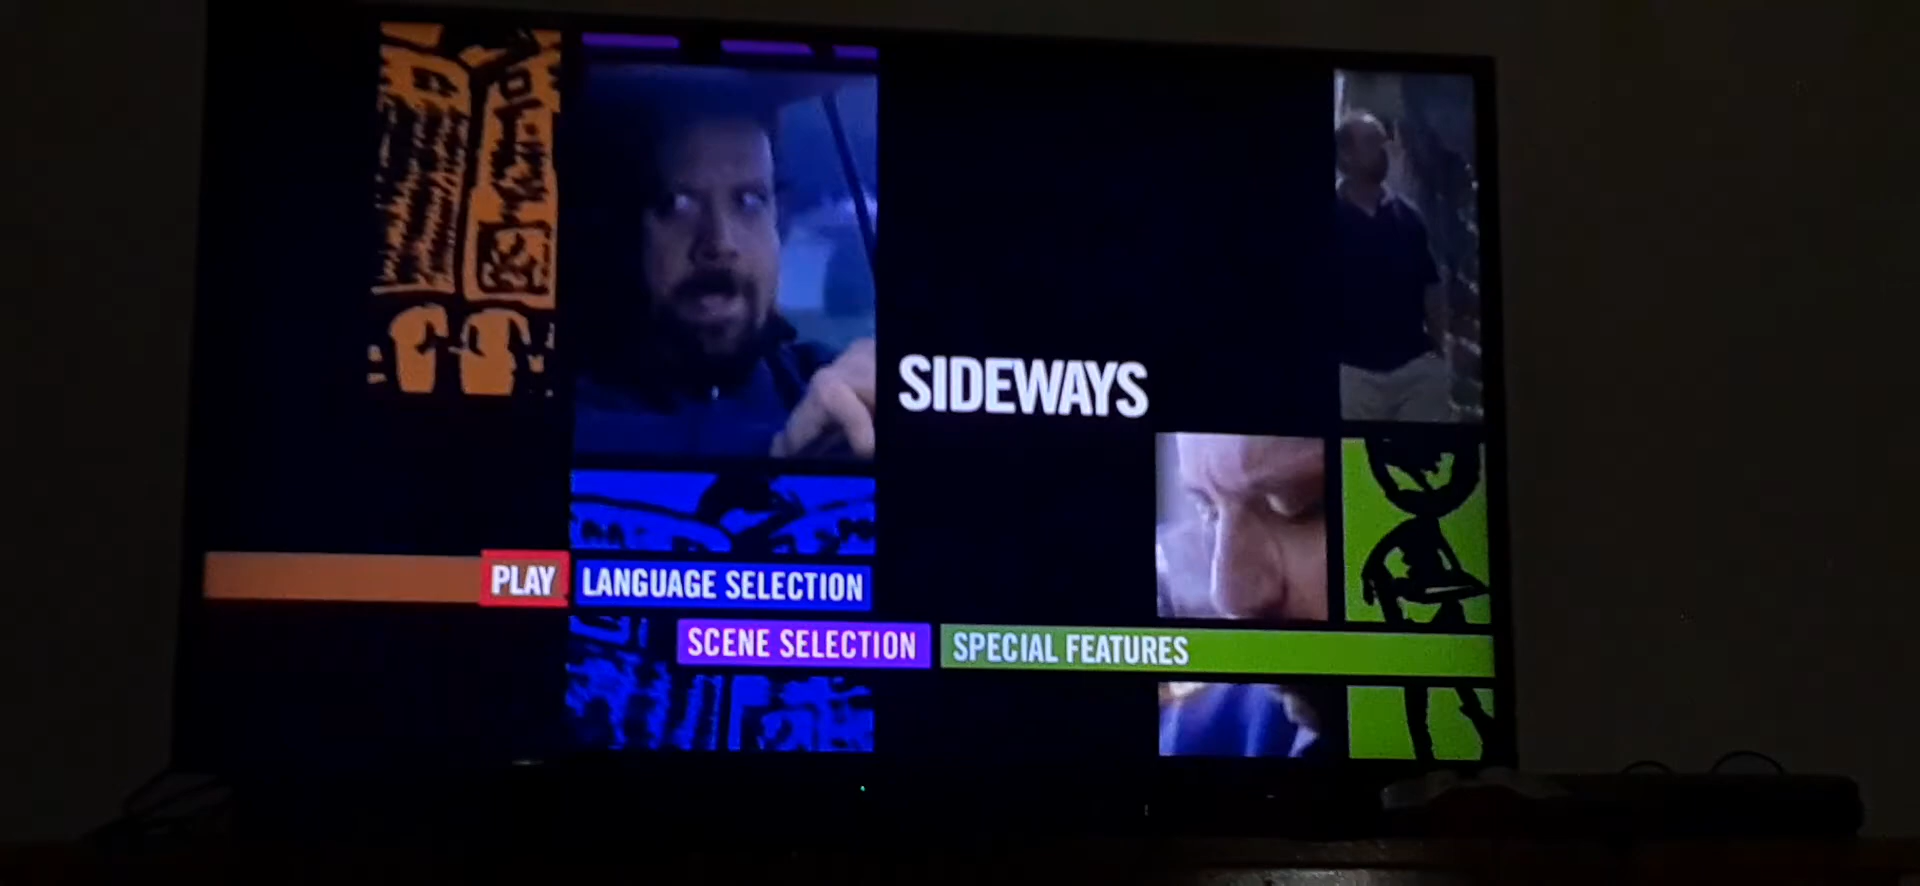 SIDEWAYS
PLAY
LANGUAGE SELECTION
SCENE SELECTION
SPECIAL FEATURES